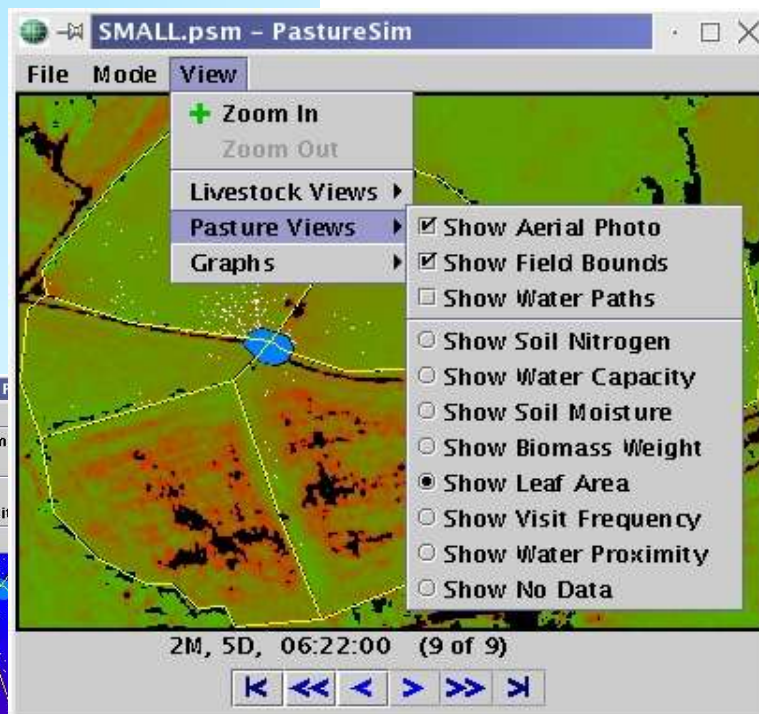 SMALL.psm - PastureSim
File Mode View
Zoom In
Zoom Out
Livestock Views
Pasture Views
Graphs
Show Aerial Photo
Show Field Bounds
Show Water Paths
Show Soil Nitrogen
Show Water Capacity
Show Soil Moisture
Show Biomass Weight
Show Leaf Area
Show Visit Frequency
Show Water Proximity
Show No Data
2M, 5D, 06:22:00 (9 of 9)